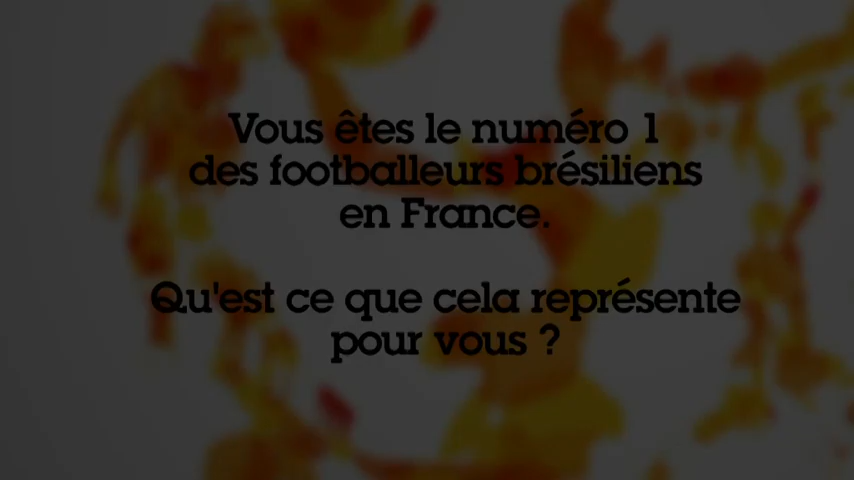 Vous êtes le numéro 1
des footballeurs brésiliens
en France.
Qu'est ce que cela représente
pour vous ?